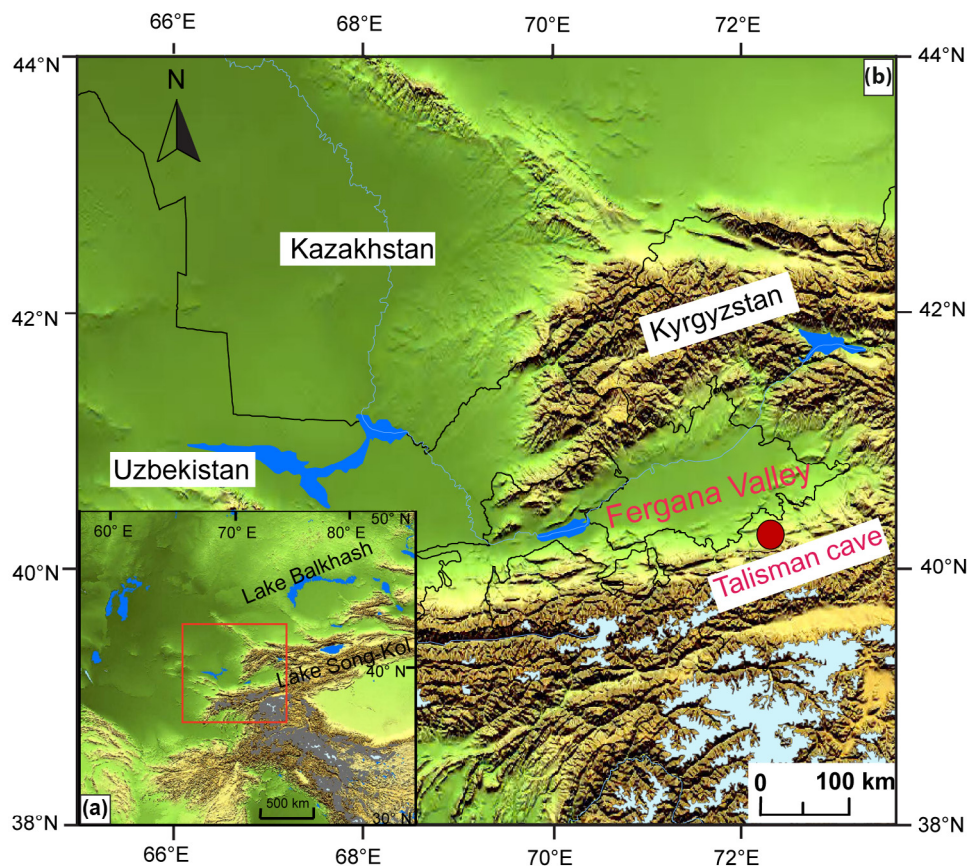 66°E 68°E 70°E 72°E
44°N 44°N
(b)
N
Kazakhstan
Kyrgyzstan
42°N 42°N
Uzbekistan
Fergana Valley
60° E 70°E 80°E 50° N
Talisman cave
Lake Balkhash
40°N 40°N
Lake Song-Kol
40° N
0 100 km
500 km
(a)
30° N
38°N 38°N
66°E 68°E 70°E 72°E